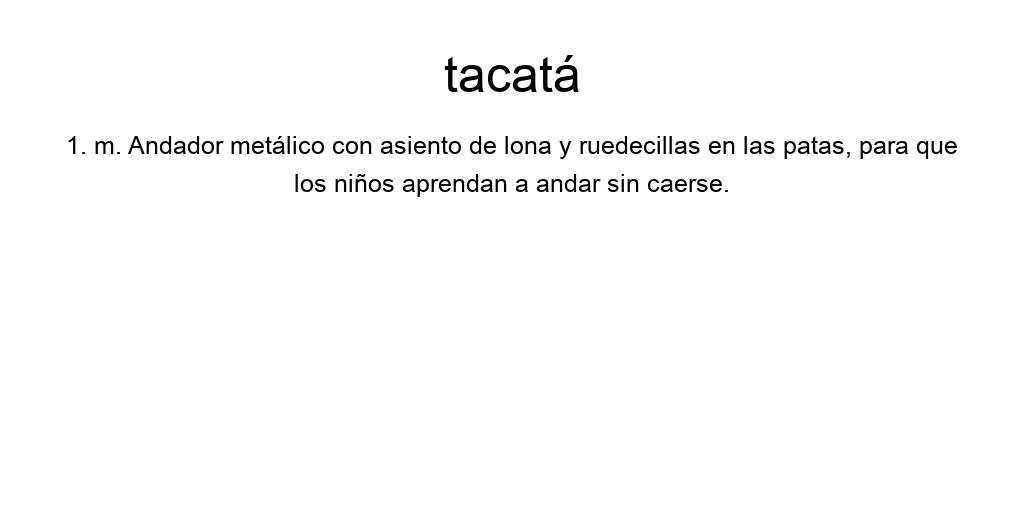 tacatá
1. m. Andador metálico con asiento de lona y ruedecillas en las patas, para que
los niños aprendan a andar sin caerse.